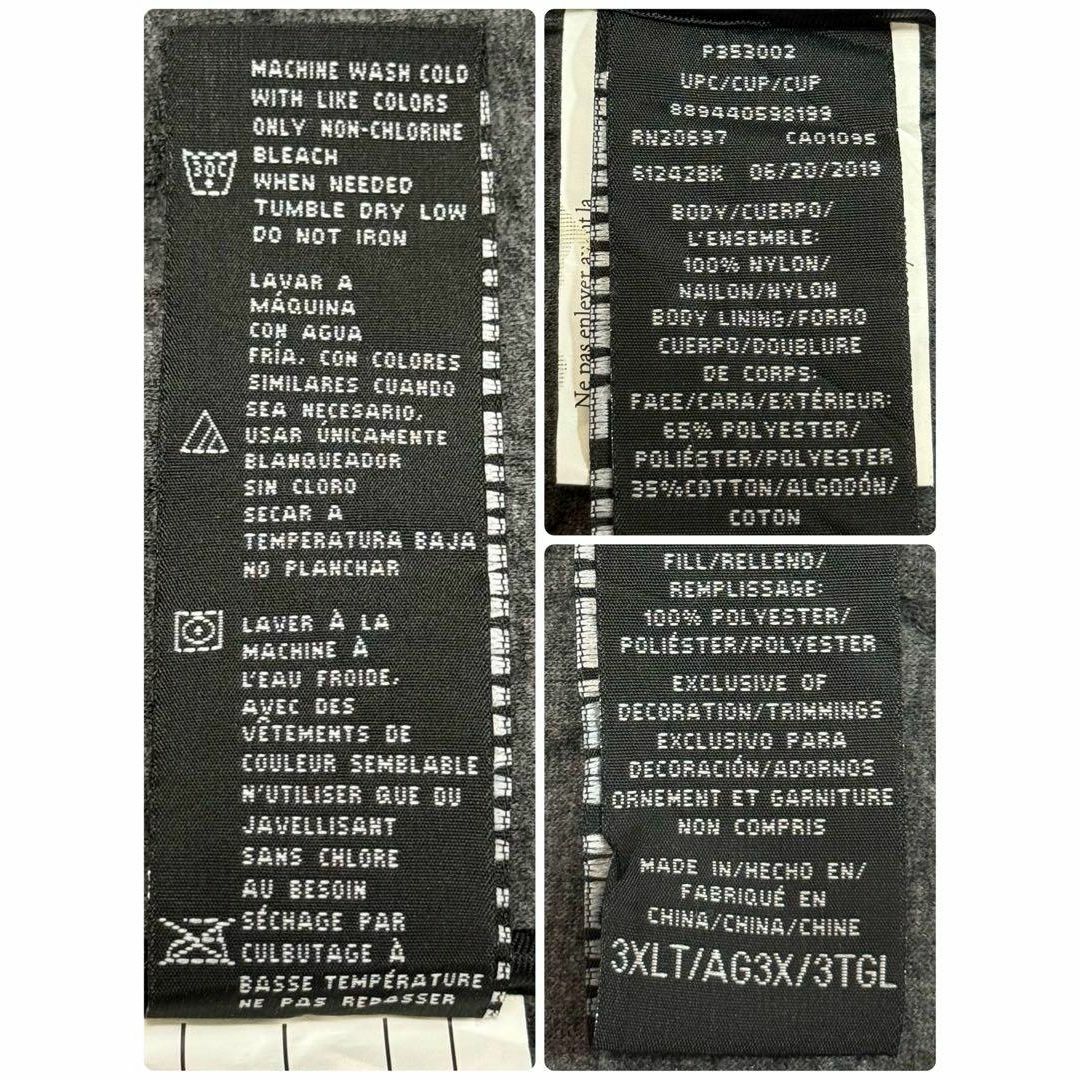 MACHINE WASH COLD
WITH LIKE COLORS
ONLY NON-CHLORINE
BLEACH
WHEN NEEDED
TUMBLE DRY LOW
DO NOT IRON
30C
LAVAR A
MÁQUINA
CON AGUA
FRÍA, CON COLORES
SIMILARES CUANDO
SEA NECESARIO,
USAR ÚNICAMENTE
BLANQUEADOR
SIN CLORO
SECAR A
TEMPERATURA BAJA
NO PLANCHAR
LAVER À LA
MACHINE À
L'EAU FROIDE,
AVEC DES
VÊTEMENTS DE
COULEUR SEMBLABLE
N'UTILISER QUE DU
JAVELLISANT
SANS CHLORE
AU BESOIN
SÉCHAGE PAR
CULBUTAGE À
BASSE TEMPÉRATURE
NE PAS REPASSER
P353002
UPC/CUP/CUP
889440598199
RN20697 CA01095
61242BK 06/20/2019
BODY/CUERPO/
L'ENSEMBLE:
100% NYLON/
NAILON/NYLON
BODY LINING/FORRO
CUERPO/DOUBLURE
DE CORPS:
FACE/CARA/EXTÉRIEUR:
65% POLYESTER/
POLIÉSTER/POLYESTER
35%COTTON/ALGODÓN/
COTON
Ne pas enlever avant la
FILL/RELLENO/
REMPLISSAGE:
100% POLYESTER/
POLIÉSTER/POLYESTER
EXCLUSIVE OF
DECORATION/TRIMMINGS
EXCLUSIVO PARA
DECORACIÓN/ADORNOS
ORNEMENT ET GARNITURE
NON COMPRIS
MADE IN/HECHO EN/
FABRIQUÉ EN
CHINA/CHINA/CHINE
3XLT/AG3X/3TGL